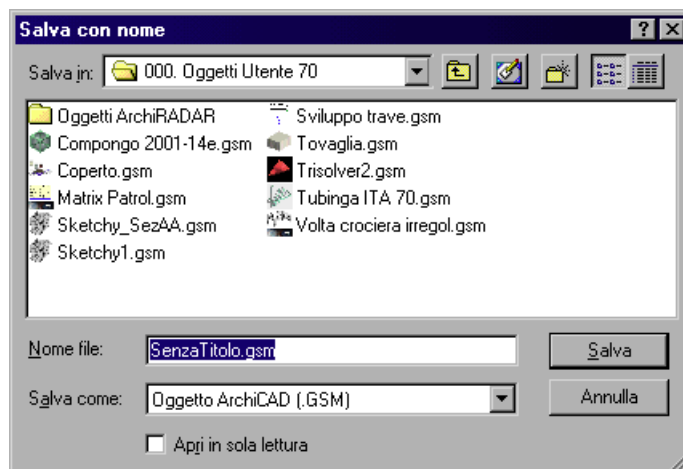 Salva con nome
Salva in: 000. Oggetti Utente 70
Oggetti ArchiRADAR
Compongo 2001-14e.gsm
Coperto.gsm
Matrix Patrol.gsm
Sketchy_SezAA.gsm
Sketchy1.gsm
Sviluppo trave.gsm
Tovaglia.gsm
Trisolver2.gsm
Tubinga ITA 70.gsm
Volta crociera irregol.gsm
Nome file: SenzaTitolo.gsm Salva
Salva come: Oggetto ArchiCAD (.GSM) Annulla
Apri in sola lettura